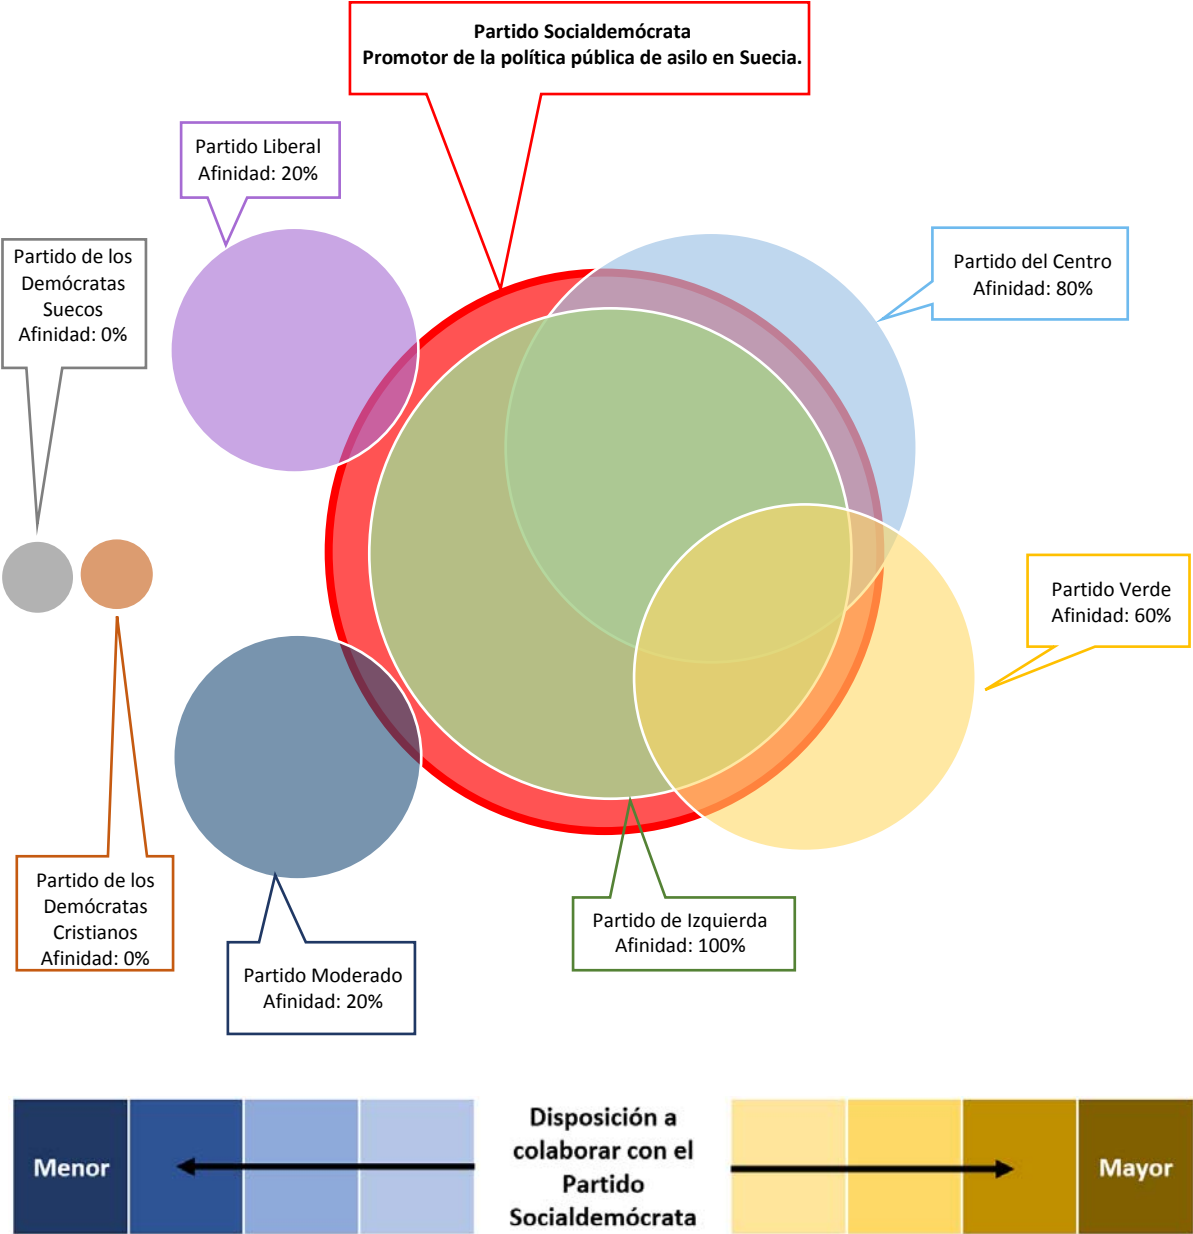 Partido Socialdemócrata
Promotor de la política pública de asilo en Suecia.
Partido Liberal
Afinidad: 20%
Partido de los
Demócratas
Suecos
Afinidad: 0%
Partido del Centro
Afinidad: 80%
Partido Verde
Afinidad: 60%
Partido de los
Demócratas
Cristianos
Afinidad: 0%
Partido de Izquierda
Afinidad: 100%
Partido Moderado
Afinidad: 20%
Menor
Disposición a
colaborar con el
Partido
Socialdemócrata
Mayor